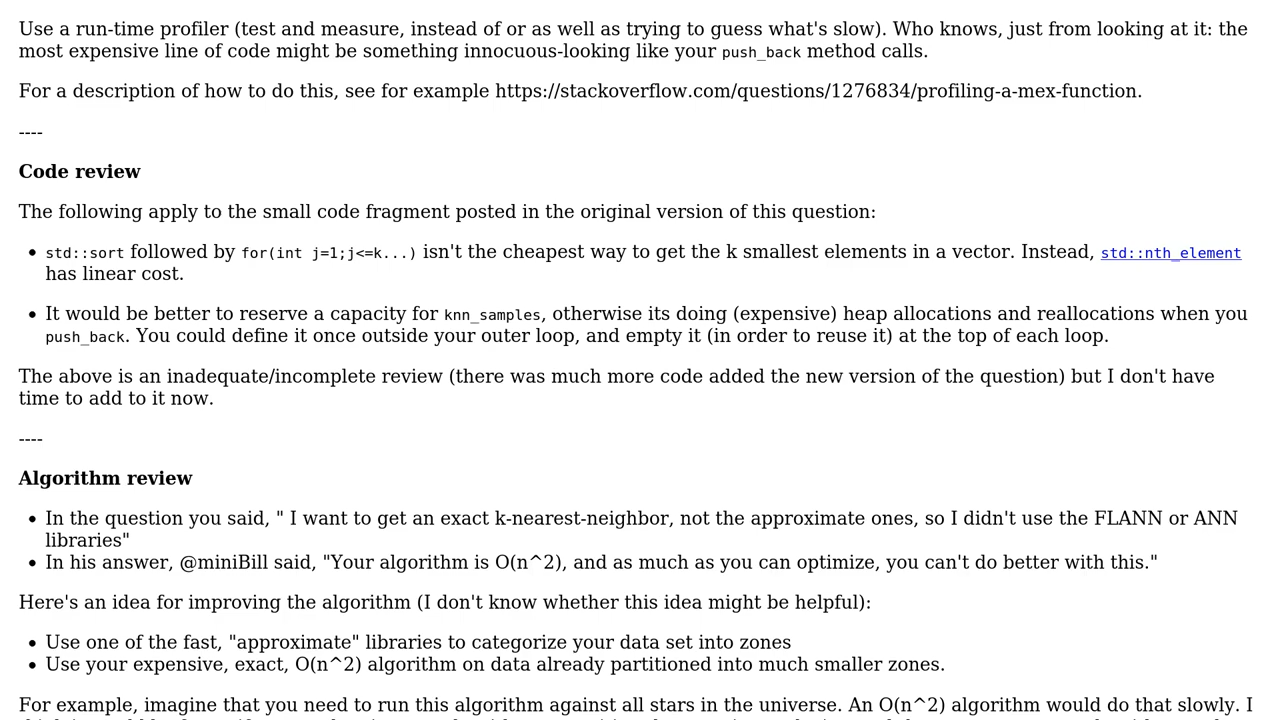 Use a run-time profiler (test and measure, instead of or as well as trying to guess what's slow). Who knows, just from looking at it: the
most expensive line of code might be something innocuous-looking like your push_back method calls.
For a description of how to do this, see for example https://stackoverflow.com/questions/1276834/profiling-a-mex-function.
----
Code review
The following apply to the small code fragment posted in the original version of this question:
• std::sort followed by for(int j=1;j<=k...) isn't the cheapest way to get the k smallest elements in a vector. Instead, std::nth_element
has linear cost.
• It would be better to reserve a capacity for knn_samples, otherwise its doing (expensive) heap allocations and reallocations when you
push_back. You could define it once outside your outer loop, and empty it (in order to reuse it) at the top of each loop.
The above is an inadequate/incomplete review (there was much more code added the new version of the question) but I don't have
time to add to it now.
----
Algorithm review
• In the question you said, " I want to get an exact k-nearest-neighbor, not the approximate ones, so I didn't use the FLANN or ANN
libraries"
• In his answer, @miniBill said, "Your algorithm is O(n^2), and as much as you can optimize, you can't do better with this."
Here's an idea for improving the algorithm (I don't know whether this idea might be helpful):
• Use one of the fast, "approximate" libraries to categorize your data set into zones
• Use your expensive, exact, O(n^2) algorithm on data already partitioned into much smaller zones.
For example, imagine that you need to run this algorithm against all stars in the universe. An O(n^2) algorithm would do that slowly. I